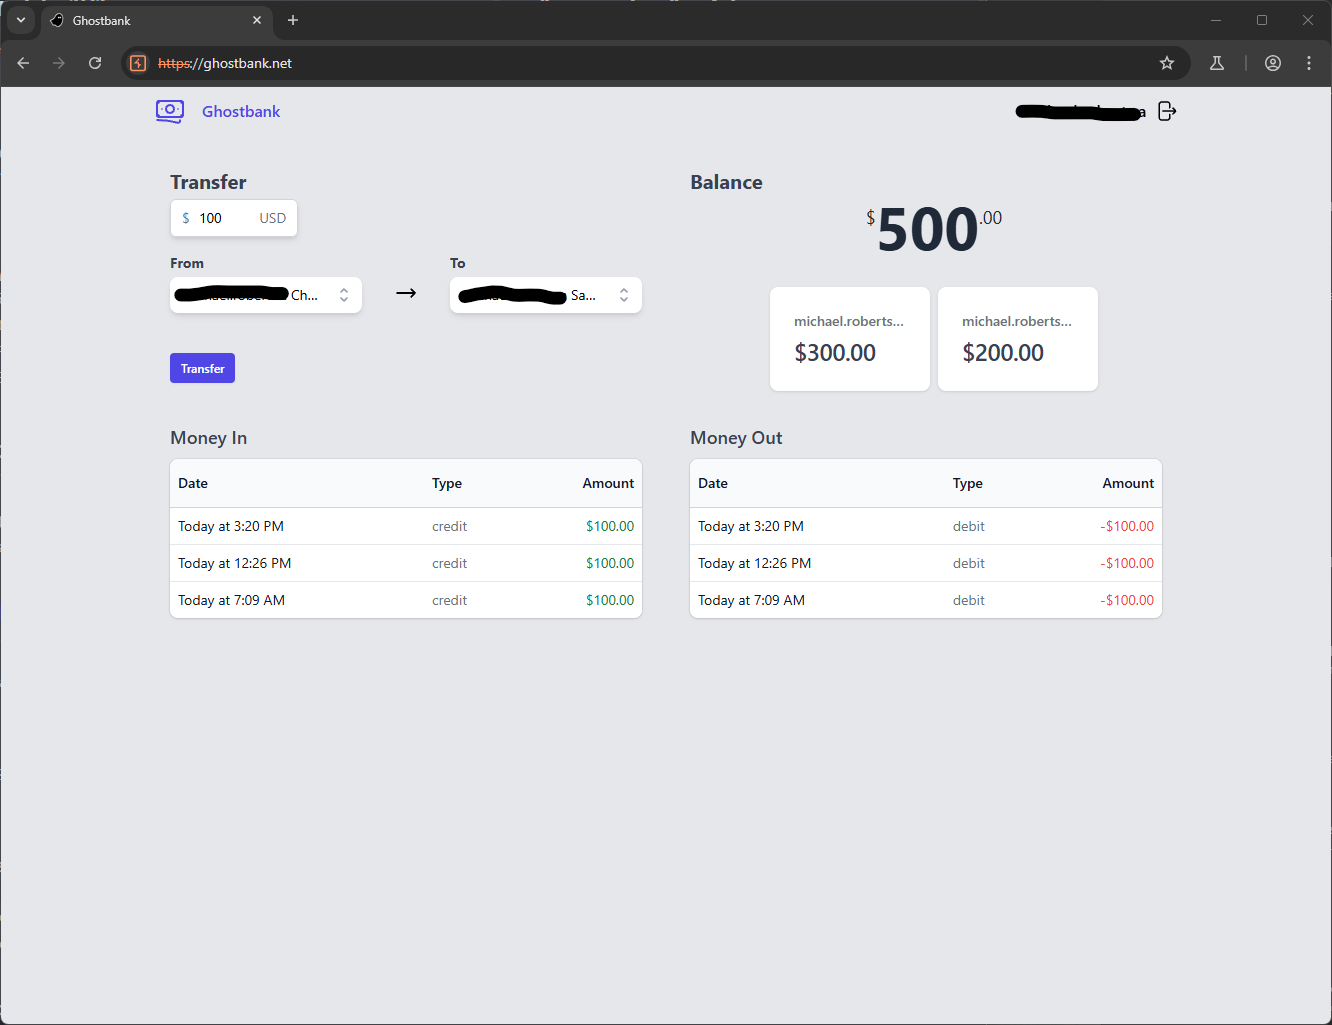 Ghostbank
https://ghostbank.net
Ghostbank
Transfer
$ 100 USD
From
To
Ch...
Sa...
Transfer
Balance
$500.00
michael.roberts...
$300.00
michael.roberts...
$200.00
Money In
Date Type Amount
Today at 3:20 PM credit $100.00
Today at 12:26 PM credit $100.00
Today at 7:09 AM credit $100.00
Money Out
Date Type Amount
Today at 3:20 PM debit -$100.00
Today at 12:26 PM debit -$100.00
Today at 7:09 AM debit -$100.00